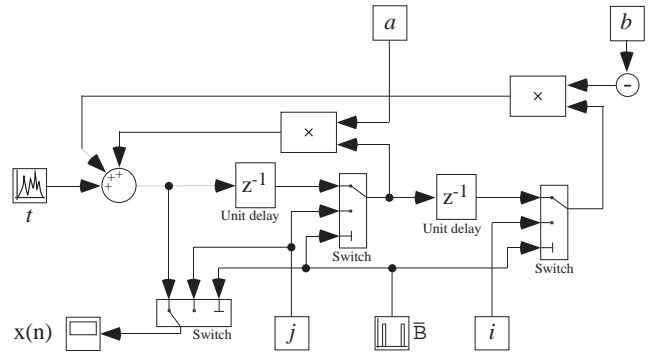 a
b
×
-
×
+
+
+
t
z-1
Unit delay
Switch
z-1
Unit delay
Switch
x(n)
Switch
j
B̅
i